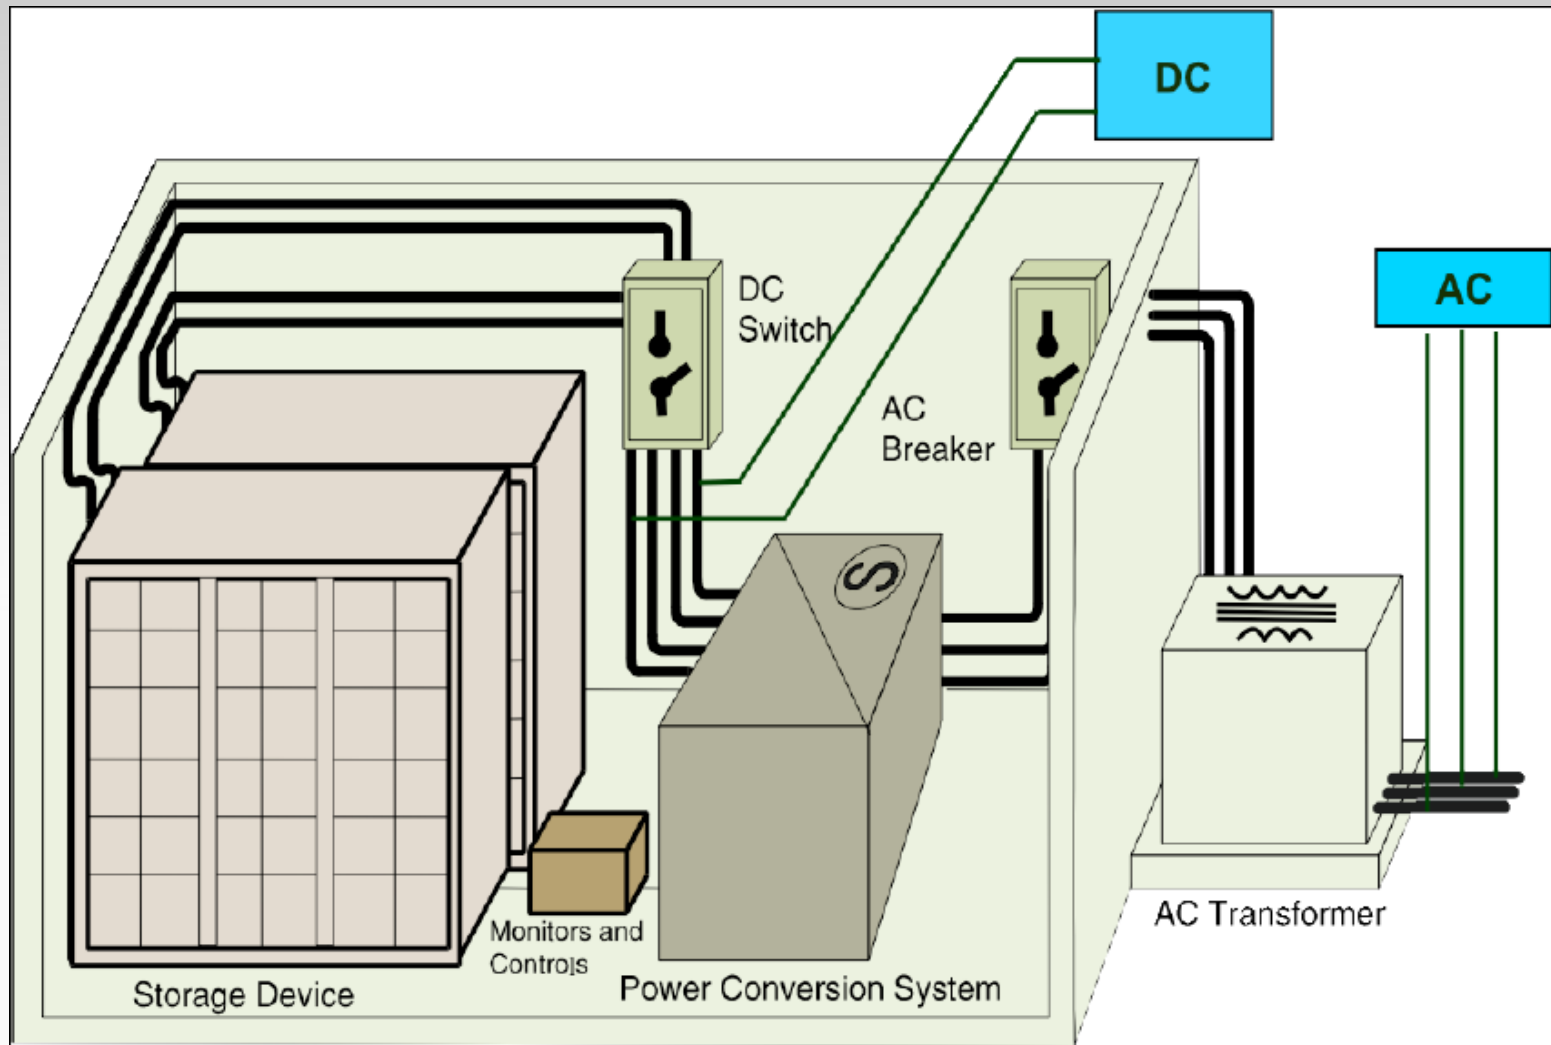 DC
AC
DC
Switch
AC
Breaker
S
AC Transformer
Monitors and
Controls
Storage Device
Power Conversion System